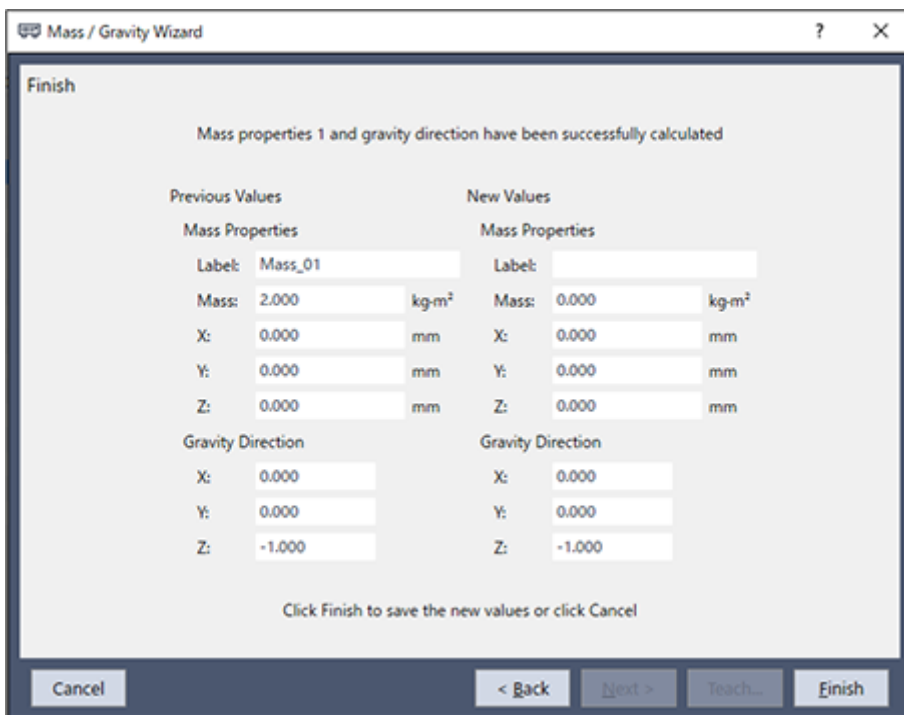 Mass / Gravity Wizard ? ×
Finish
Mass properties 1 and gravity direction have been successfully calculated
Previous Values New Values
Mass Properties Mass Properties
Label: Mass_01 Label:
Mass: 2.000 kg-m² Mass: 0.000 kg-m²
X: 0.000 mm X: 0.000 mm
Y: 0.000 mm Y: 0.000 mm
Z: 0.000 mm Z: 0.000 mm
Gravity Direction Gravity Direction
X: 0.000 X: 0.000
Y: 0.000 Y: 0.000
Z: -1.000 Z: -1.000
Click Finish to save the new values or click Cancel
Cancel < Back Next > Teach... Finish